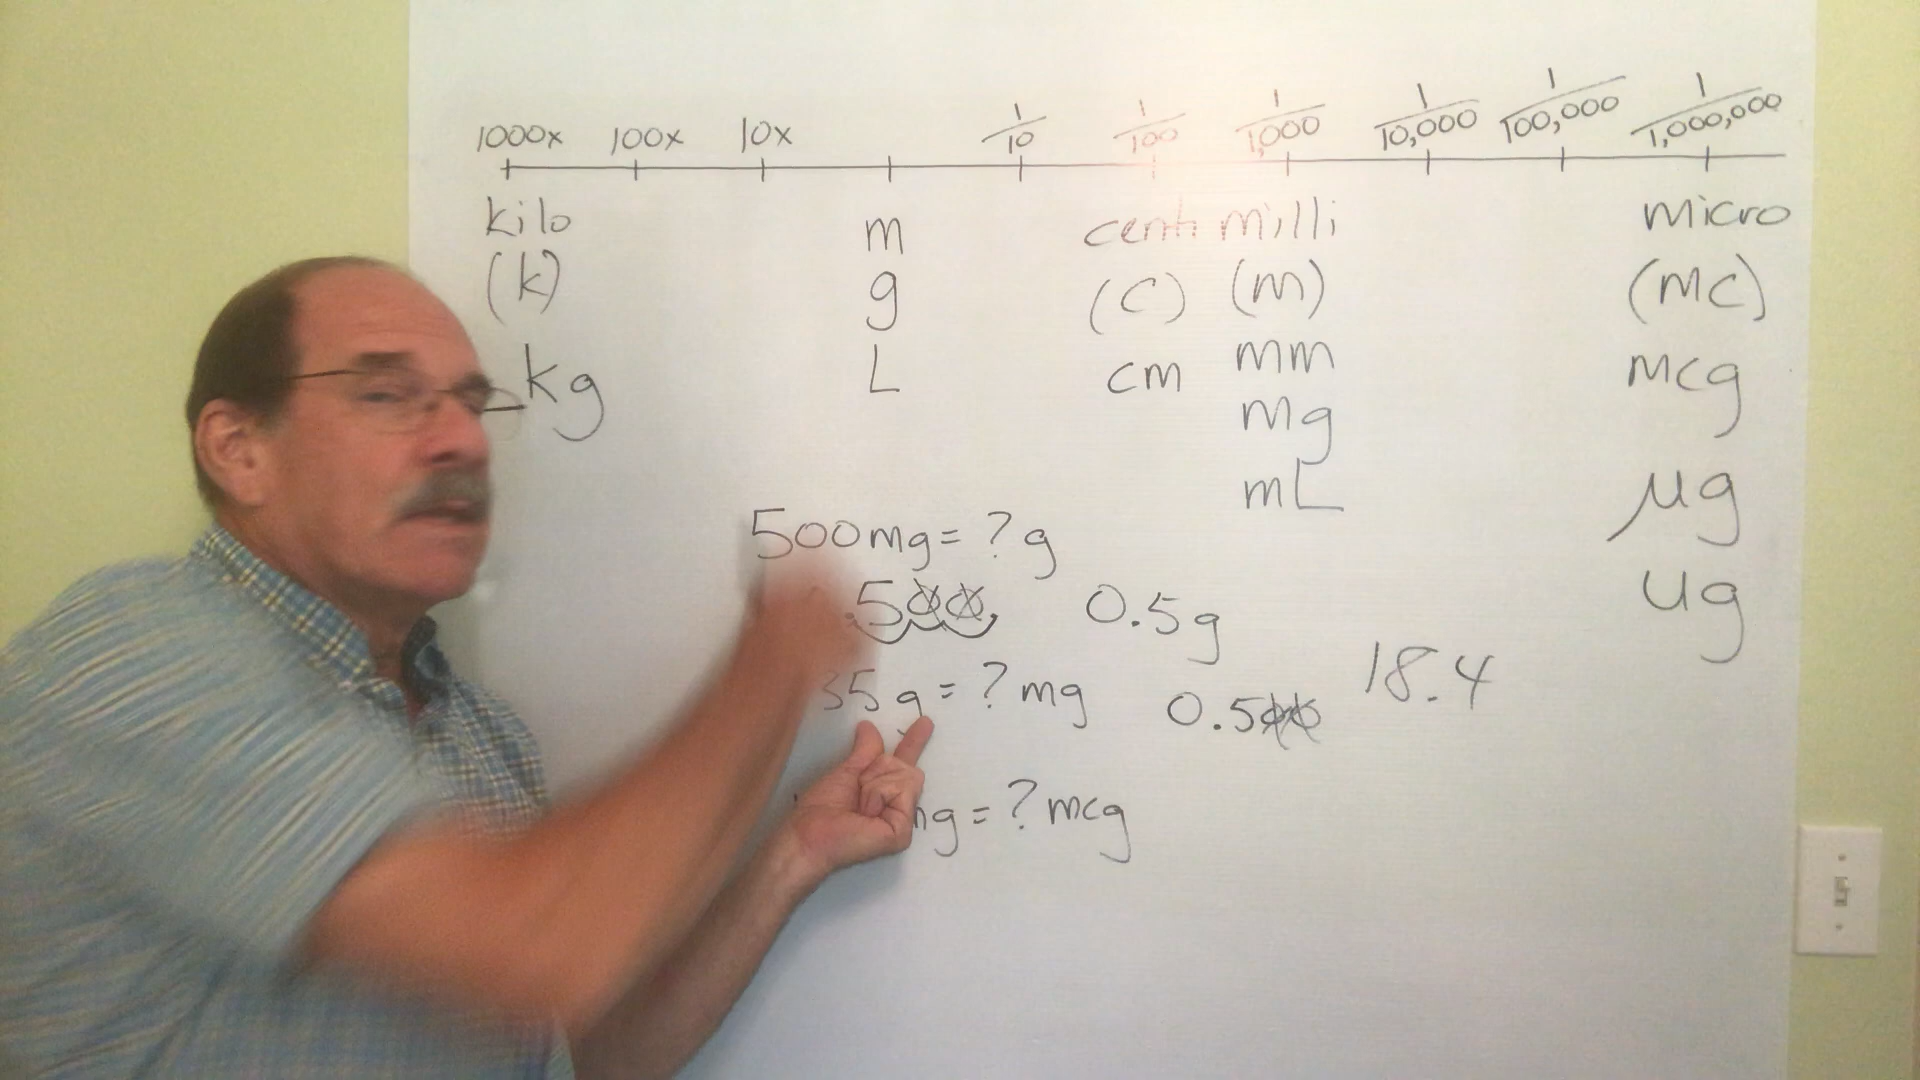 1000x 100x 10x 1/10 1/100 1/1,000 1/10,000 1/100,000 1/1,000,000
kilo m centi milli micro
(k) g (c) (m) (mc)
kg L cm mm mcg
mg
mL µg
500mg = ? g
.500. 0.5g ug
35g = ? mg 0.500 18.4
mg = ? mcg